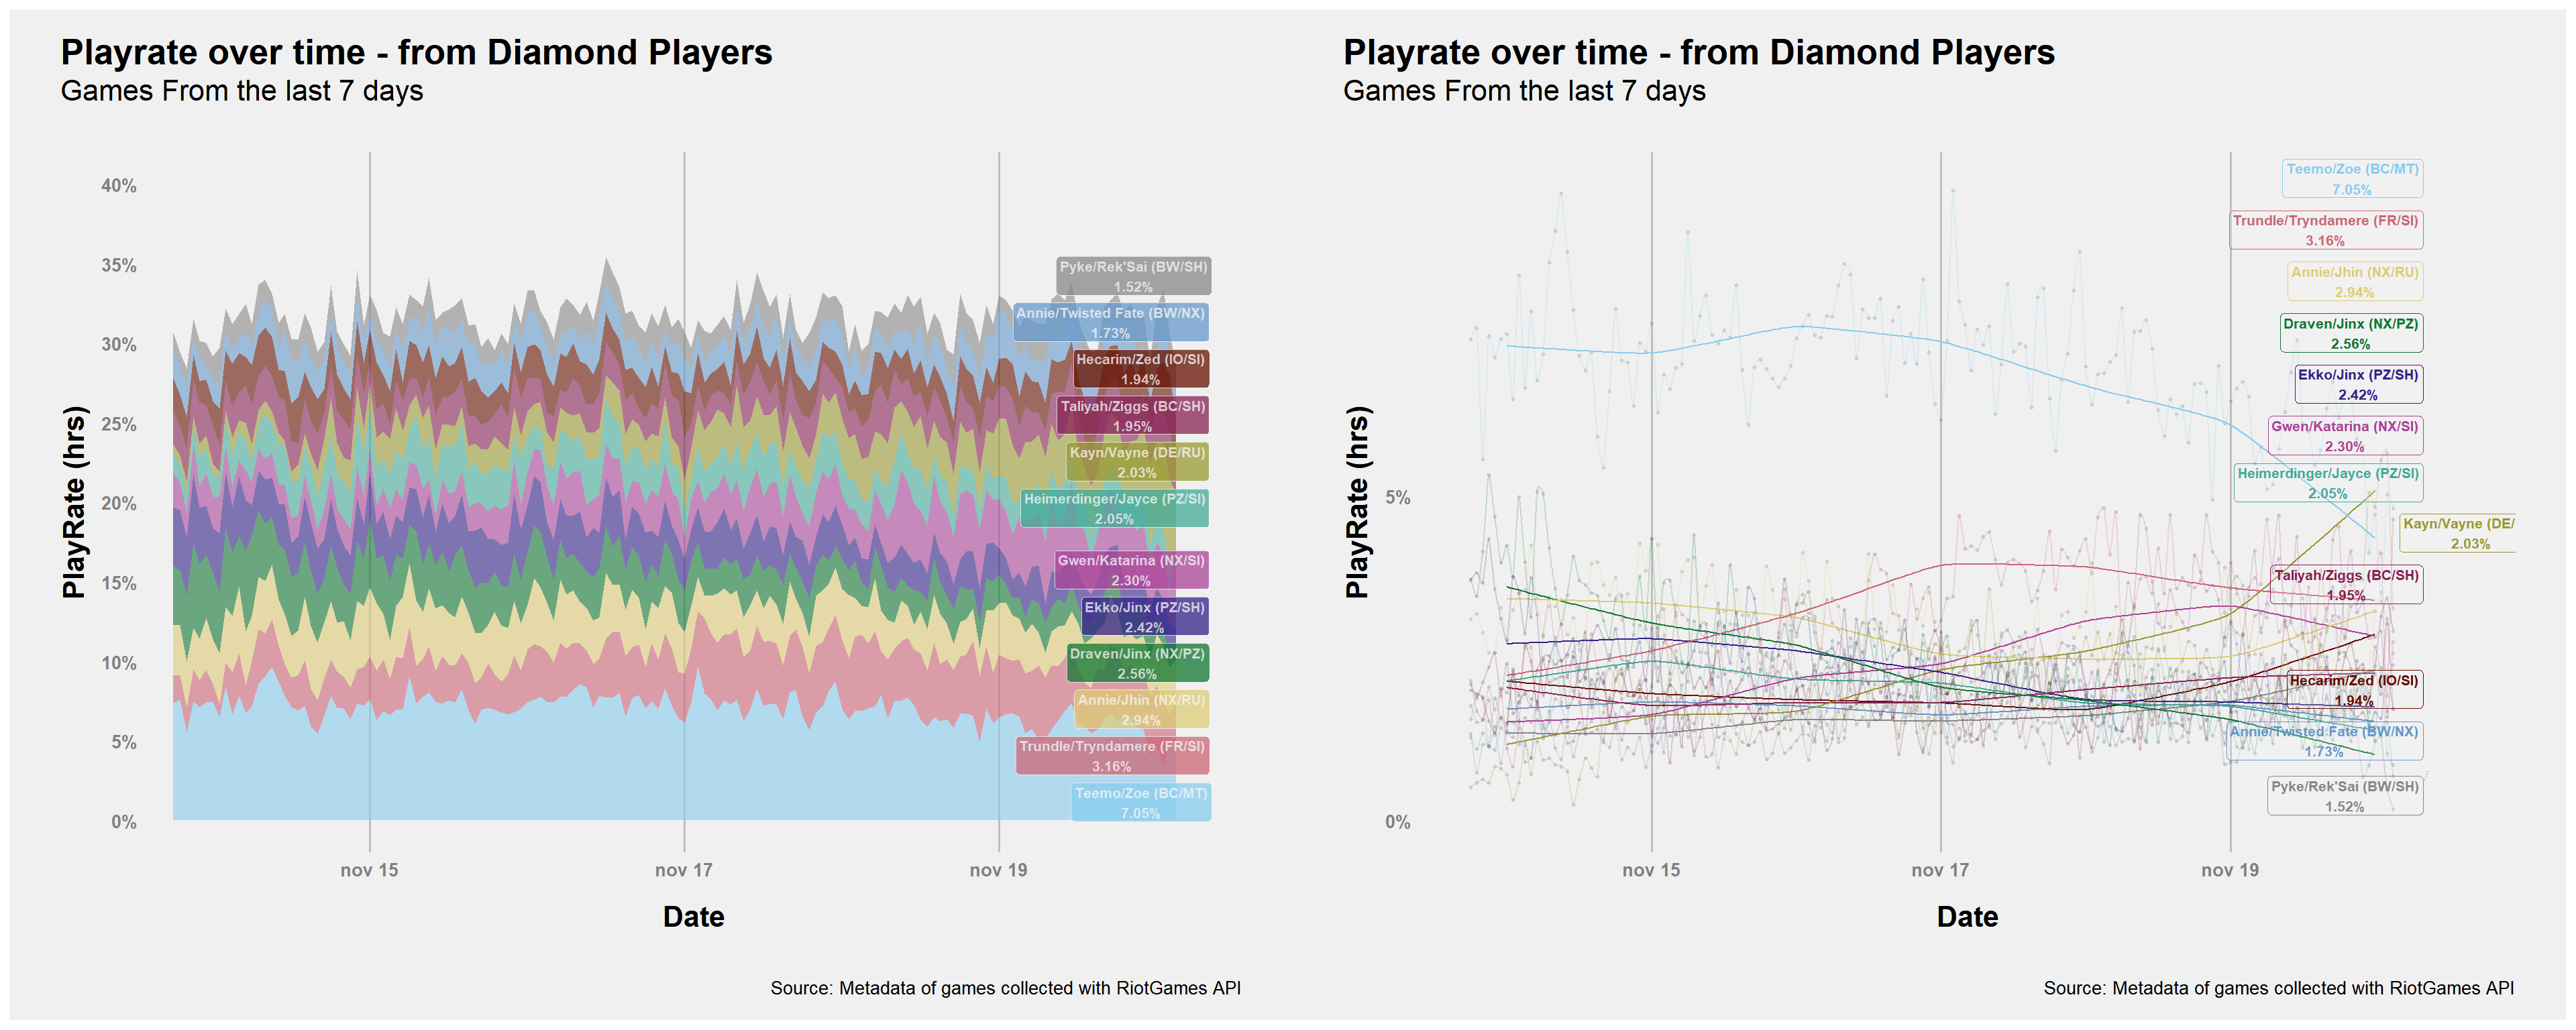 Playrate over time - from Diamond Players
Games From the last 7 days
PlayRate (hrs)
40%
35%
30%
25%
20%
15%
10%
5%
0%
Pyke/Rek'Sai (BW/SH)
1.52%
Annie/Twisted Fate (BW/NX)
1.73%
Hecarim/Zed (IO/SI)
1.94%
Taliyah/Ziggs (BC/SH)
1.95%
Kayn/Vayne (DE/RU)
2.03%
Heimerdinger/Jayce (PZ/SI)
2.05%
Gwen/Katarina (NX/SI)
2.30%
Ekko/Jinx (PZ/SH)
2.42%
Draven/Jinx (NX/PZ)
2.56%
Annie/Jhin (NX/RU)
2.94%
Trundle/Tryndamere (FR/SI)
3.16%
Teemo/Zoe (BC/MT)
7.05%
nov 15
nov 17
nov 19
Date
Source: Metadata of games collected with RiotGames API
Playrate over time - from Diamond Players
Games From the last 7 days
PlayRate (hrs)
5%
0%
Teemo/Zoe (BC/MT)
7.05%
Trundle/Tryndamere (FR/SI)
3.16%
Annie/Jhin (NX/RU)
2.94%
Draven/Jinx (NX/PZ)
2.56%
Ekko/Jinx (PZ/SH)
2.42%
Gwen/Katarina (NX/SI)
2.30%
Heimerdinger/Jayce (PZ/SI)
2.05%
Kayn/Vayne (DE/
2.03%
Taliyah/Ziggs (BC/SH)
1.95%
Hecarim/Zed (IO/SI)
1.94%
Annie/Twisted Fate (BW/NX)
1.73%
Pyke/Rek'Sai (BW/SH)
1.52%
nov 15
nov 17
nov 19
Date
Source: Metadata of games collected with RiotGames API